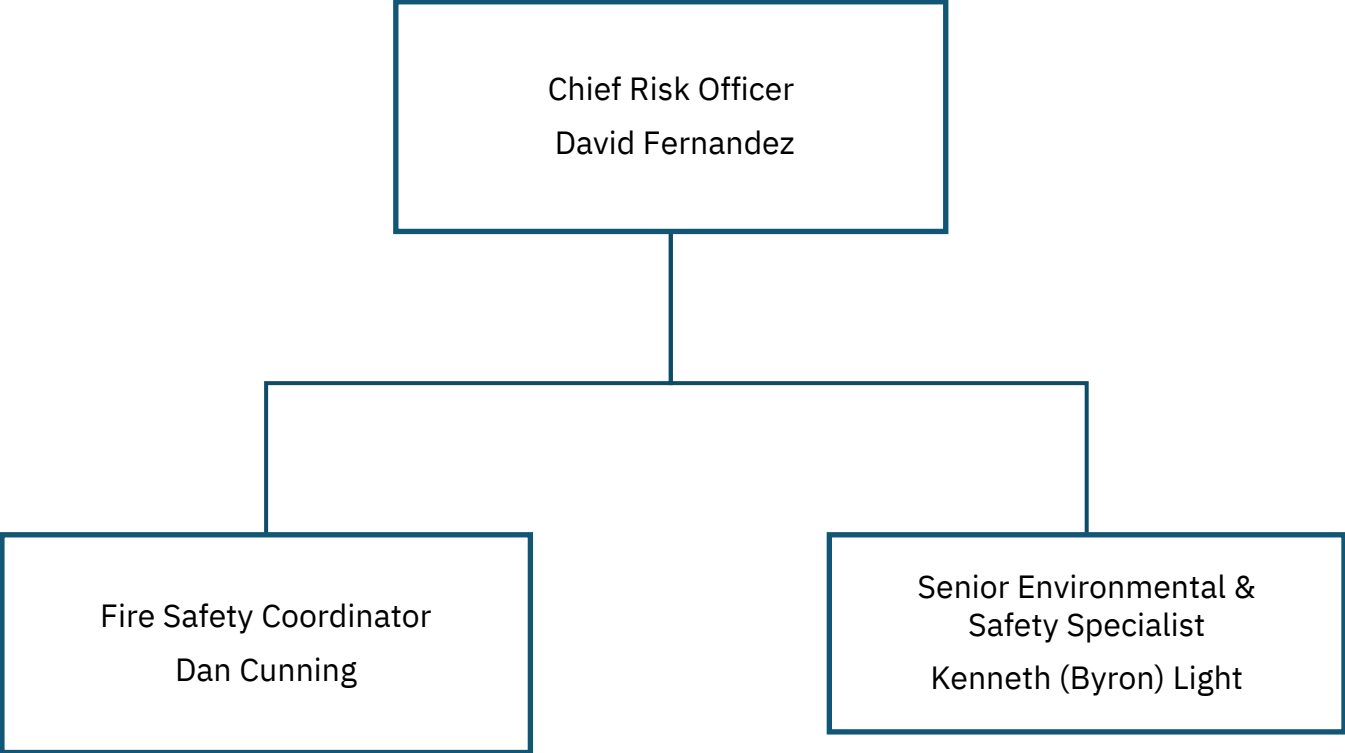 Chief Risk Officer
David Fernandez
Fire Safety Coordinator
Dan Cunning
Senior Environmental &
Safety Specialist
Kenneth (Byron) Light